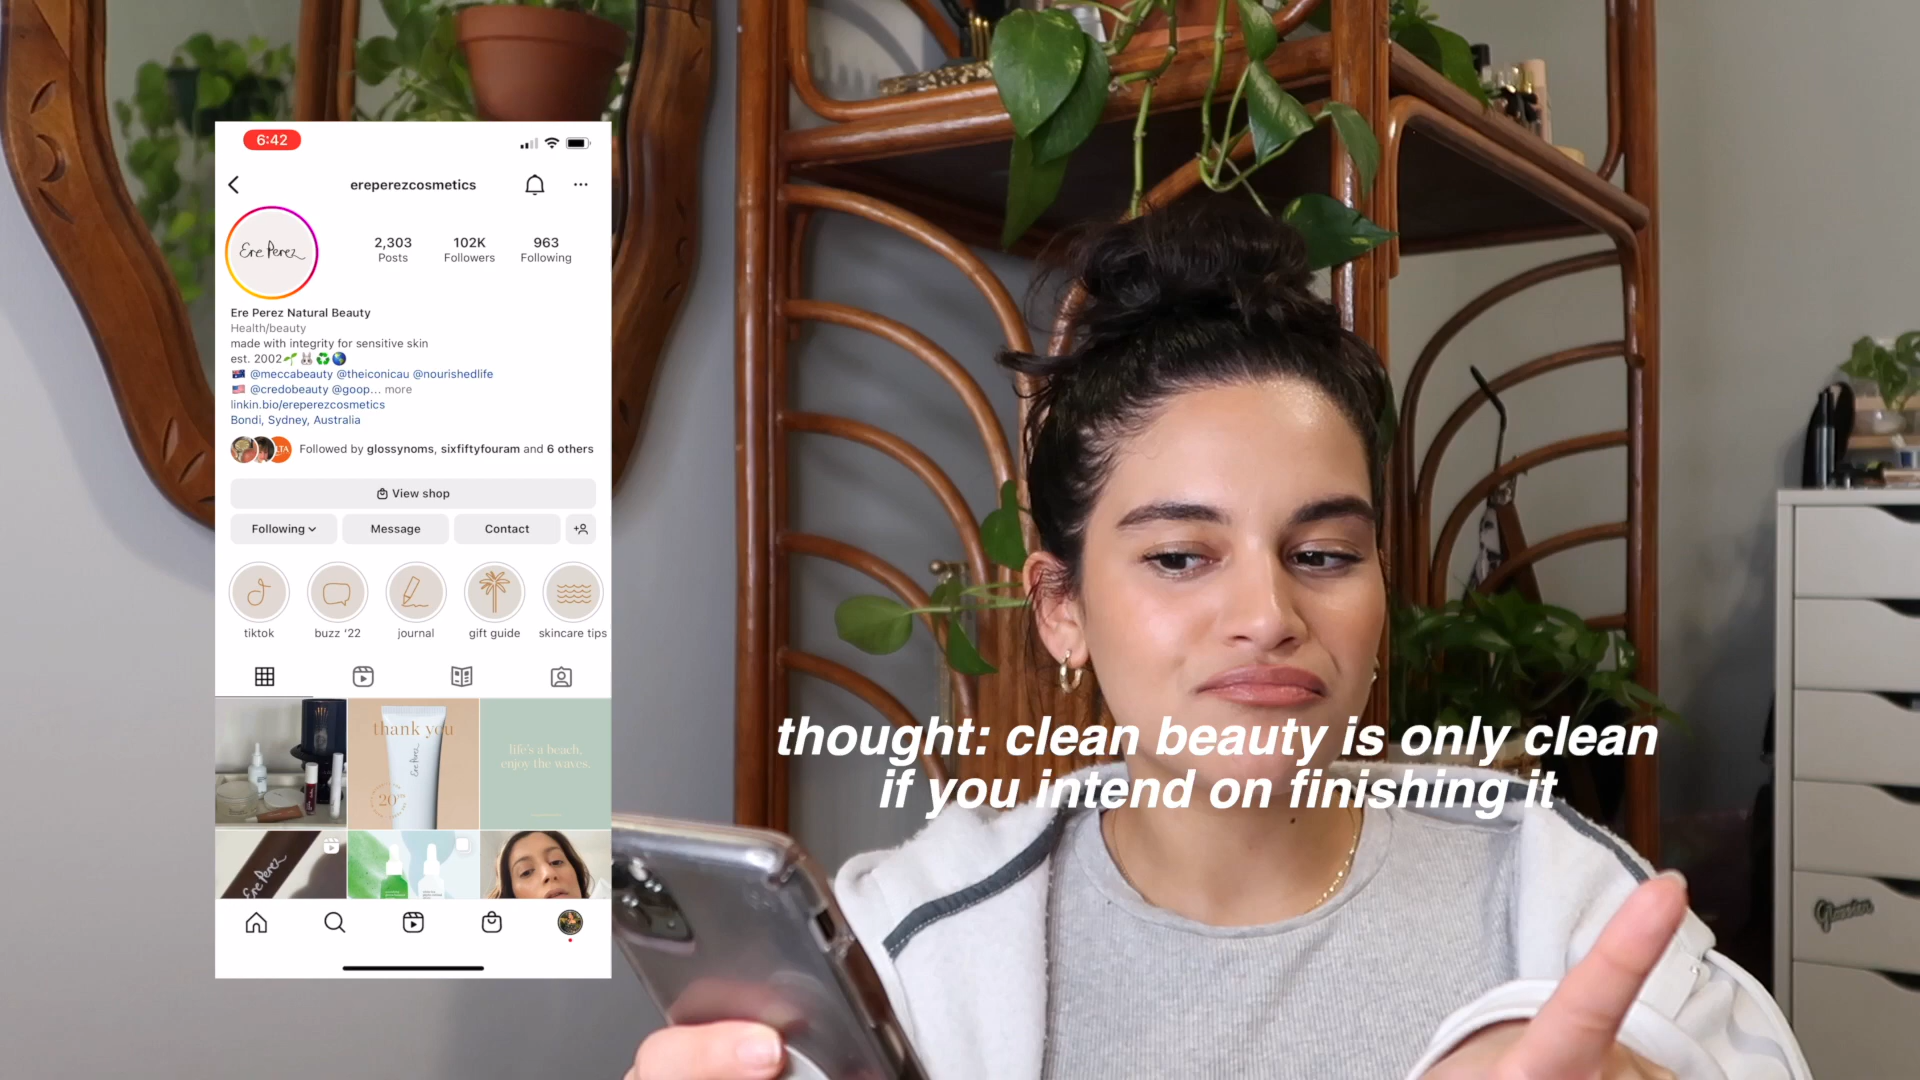 6:42
ereperezcosmetics
Ere Perez
2,303
102K
963
Posts
Followers
Following
Ere Perez Natural Beauty
Health/beauty
made with integrity for sensitive skin
est. 2002🌱🐰♻️🌎
🇦🇺 @meccabeauty @theiconicau @nourishedlife
🇺🇸 @credobeauty @goop... more
linkin.bio/ereperezcosmetics
Bondi, Sydney, Australia
Followed by glossynoms, sixfiftyfouram and 6 others
View shop
Following
Message
Contact
tiktok
buzz '22
journal
gift guide
skincare tips
thank you
Ere Perez
20
life's a beach,
enjoy the waves.
Ere Perez
thought: clean beauty is only clean
if you intend on finishing it
Glossier